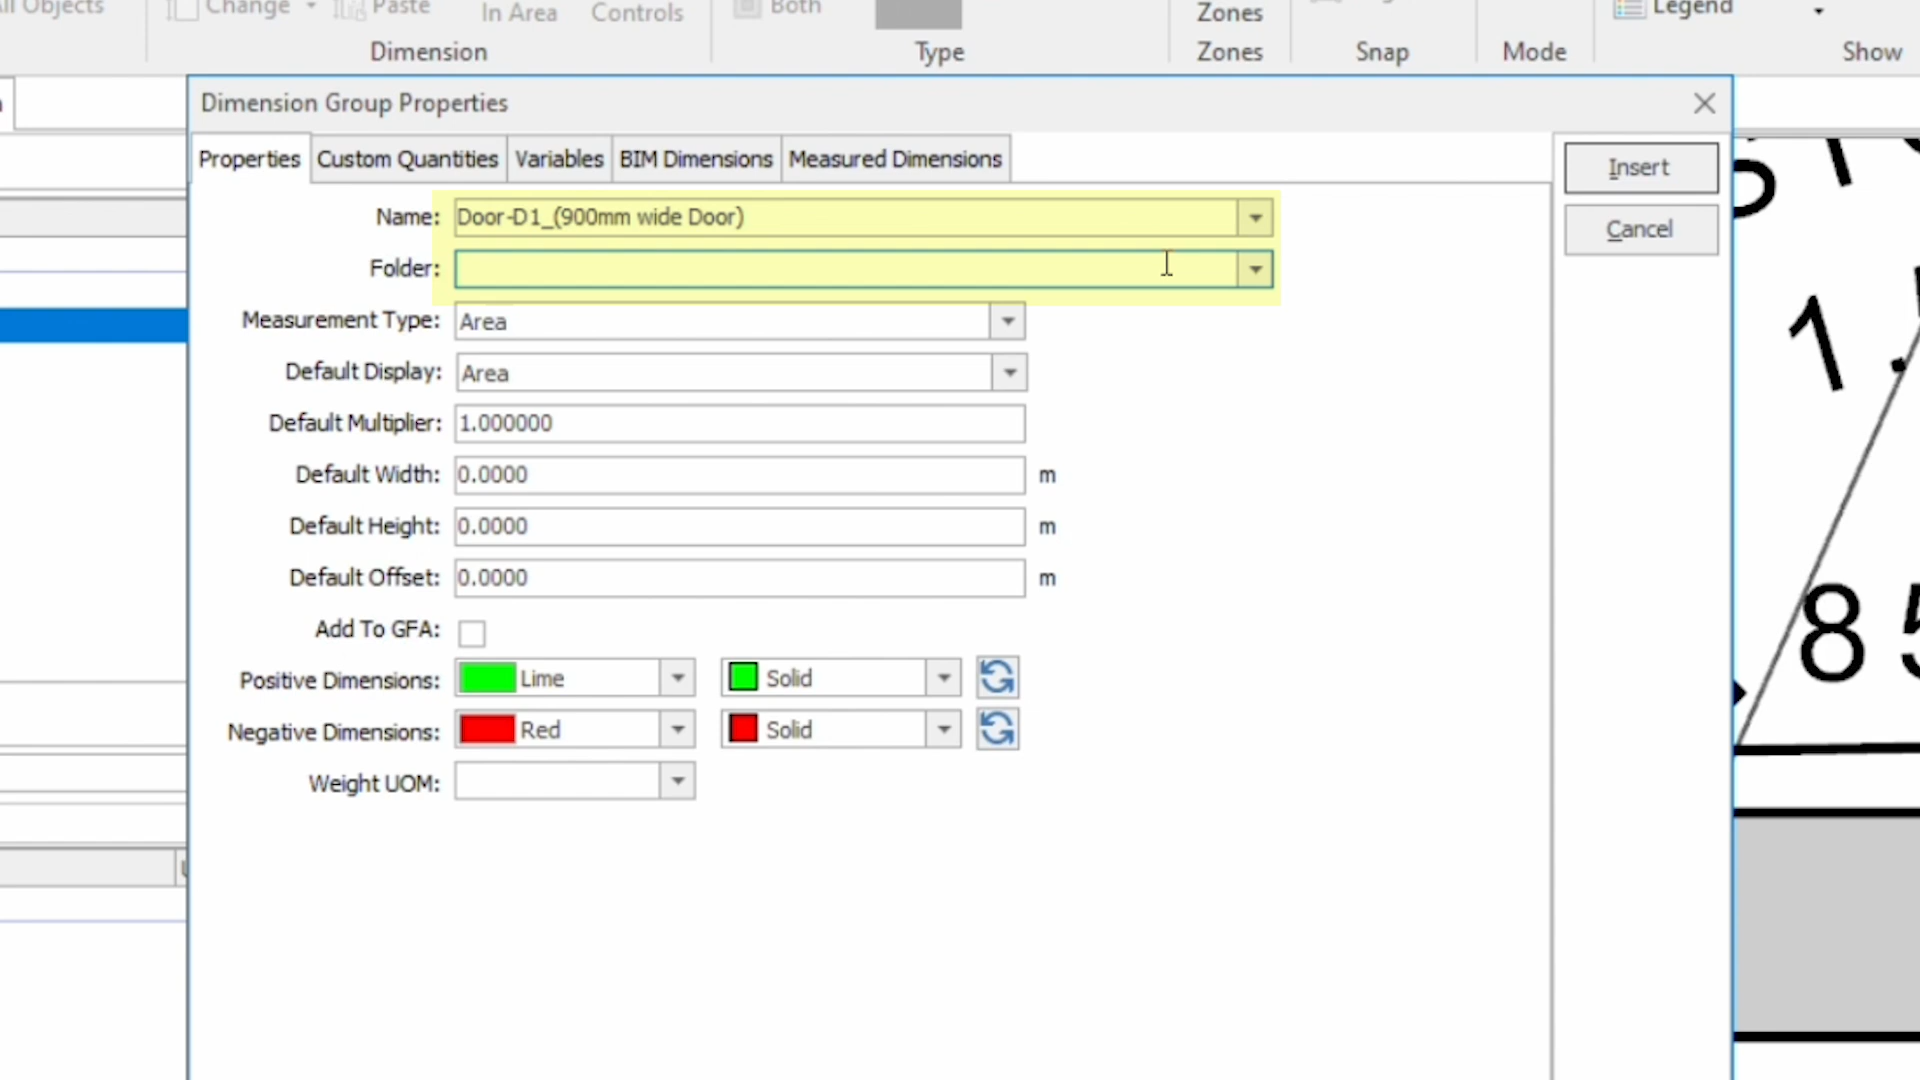 All Objects
Change
Paste
In Area
Controls
Both
Zones
Legend
Dimension
Type
Zones
Snap
Mode
Show
Dimension Group Properties
Properties
Custom Quantities
Variables
BIM Dimensions
Measured Dimensions
Insert
Cancel
Name: Door-D1_(900mm wide Door)
Folder:
Measurement Type: Area
Default Display: Area
Default Multiplier: 1.000000
Default Width: 0.0000 m
Default Height: 0.0000 m
Default Offset: 0.0000 m
Add To GFA:
Positive Dimensions: Lime Solid
Negative Dimensions: Red Solid
Weight UOM:
1.
85